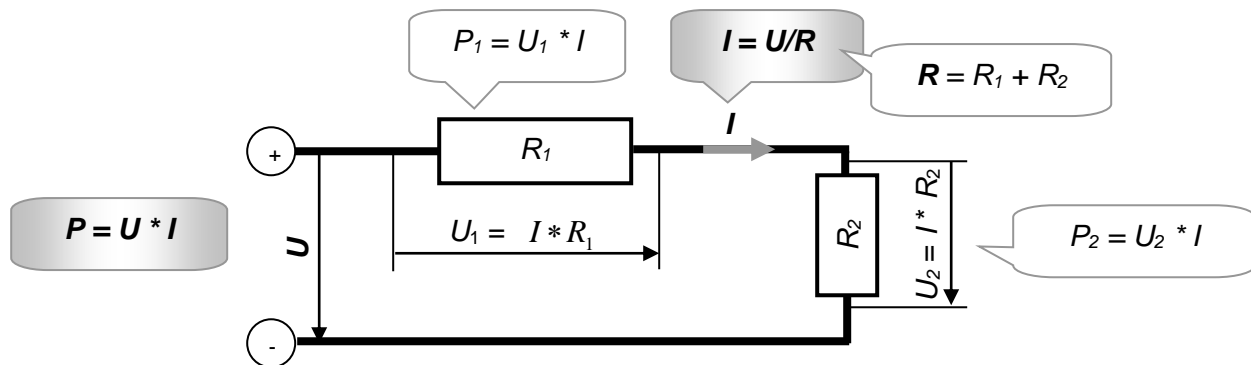 P₁ = U₁ * I
I = U/R
R = R₁ + R₂
I
+
R₁
P = U * I
U
U₁ = I * R₁
R₂
U₂ = I * R₂
P₂ = U₂ * I
-